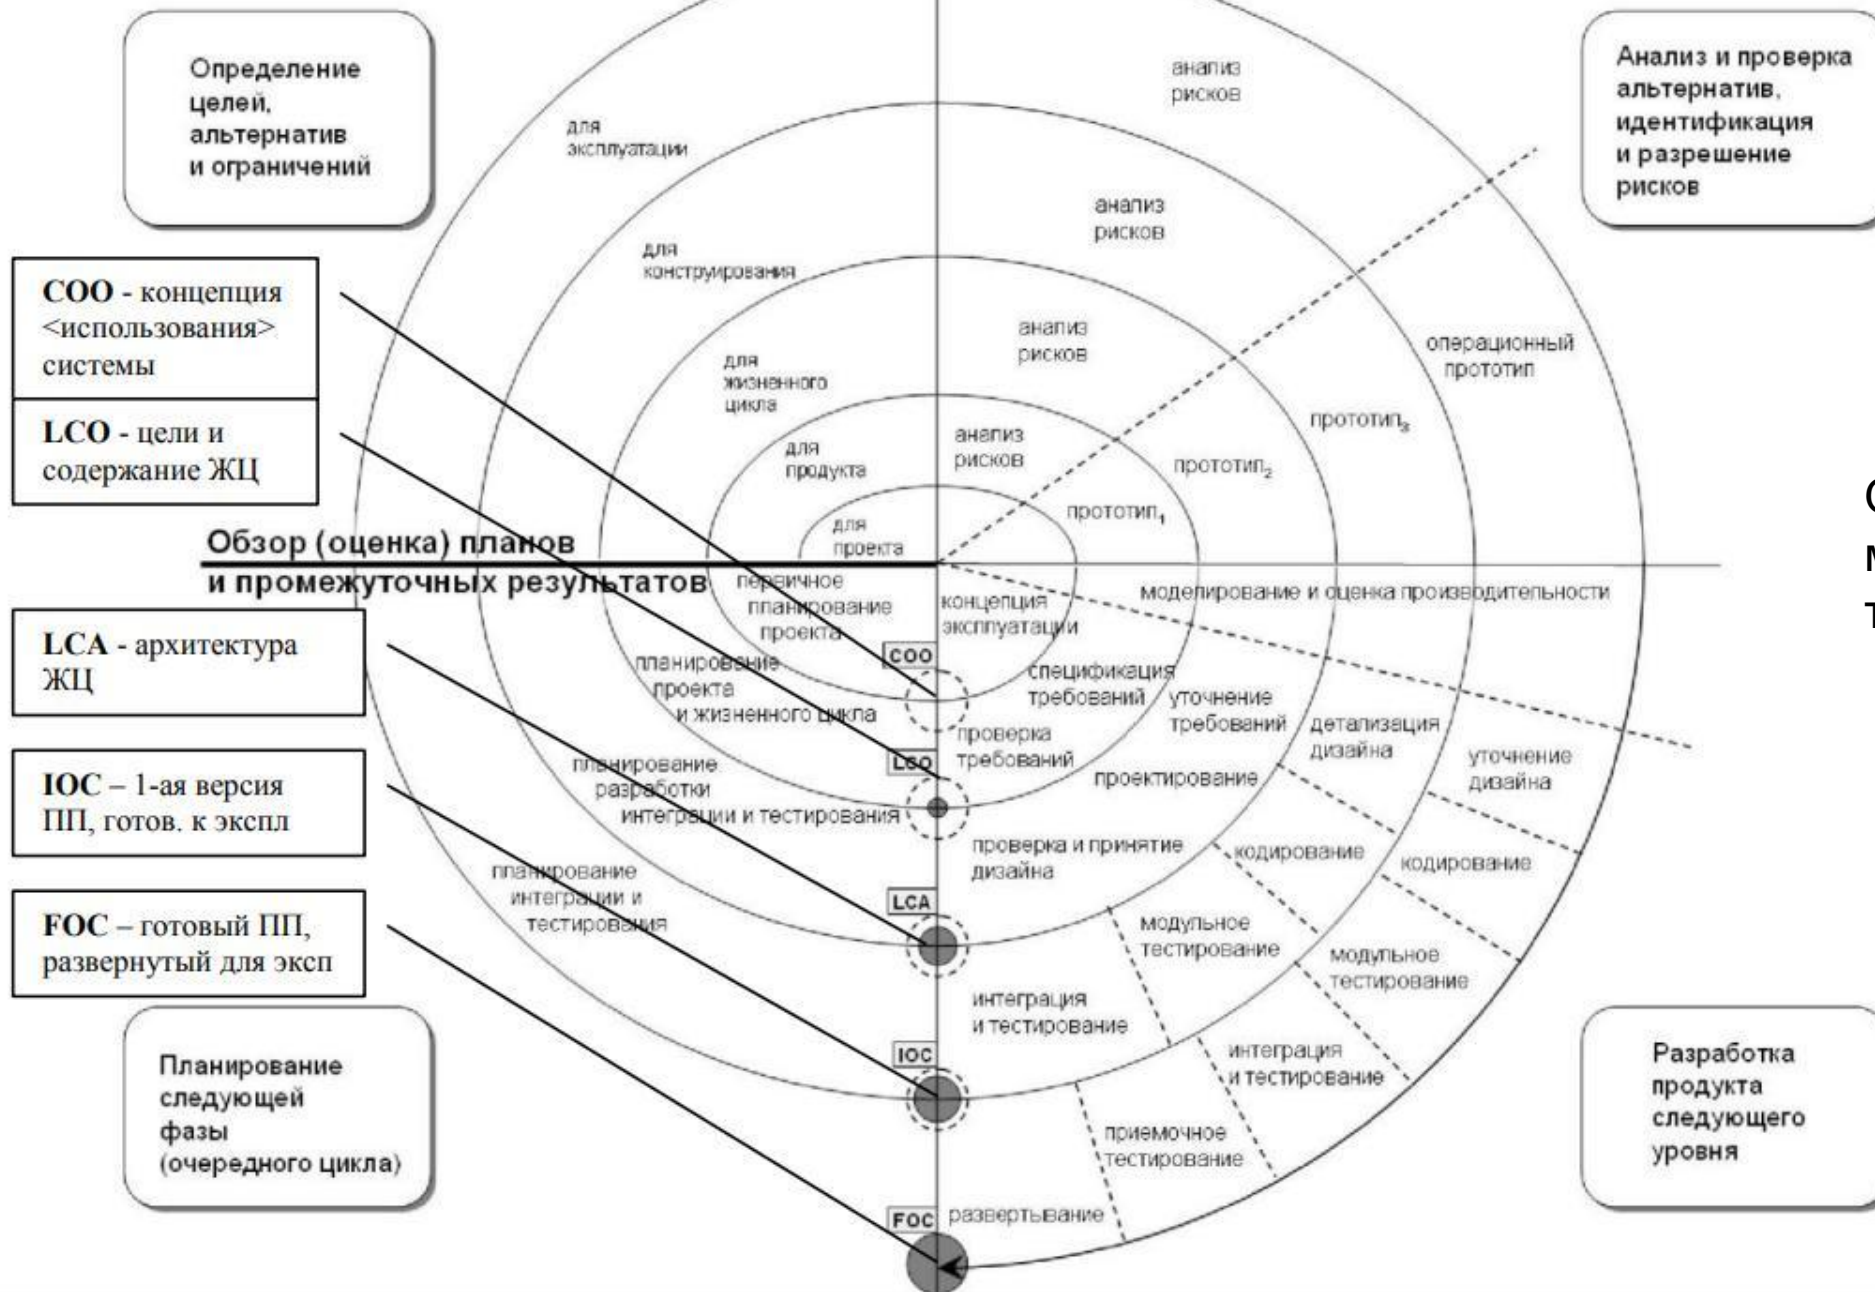 Определение
целей,
альтернатив
и ограничений
Анализ и проверка
альтернатив,
идентификация
и разрешение
рисков
COO - концепция
<использования>
системы
LCO - цели и
содержание ЖЦ
Обзор (оценка) планов
и промежуточных результатов
LCA - архитектура
ЖЦ
IOC – 1-ая версия
ПП, готов. к экспл
FOC – готовый ПП,
развернутый для эксп
Планирование
следующей
фазы
(очередного цикла)
Разработка
продукта
следующего
уровня
для
эксплуатации
для
конструирования
для
жизненного
цикла
для
продукта
для
проекта
анализ
рисков
анализ
рисков
анализ
рисков
анализ
рисков
операционный
прототип
прототип3
прототип2
прототип1
моделирование и оценка производительности
первичное
планирование
проекта
планирование
проекта
и жизненного цикла
планирование
разработки
интеграции и тестирования
планирование
интеграции и
тестирования
COO
LCO
LCA
IOC
FOC
концепция
эксплуатации
спецификация
требований
проверка
требований
уточнение
требований
проектирование
проверка и принятие
дизайна
детализация
дизайна
кодирование
модульное
тестирование
интеграция
и тестирование
уточнение
дизайна
кодирование
модульное
тестирование
интеграция
и тестирование
приемочное
тестирование
развертывание